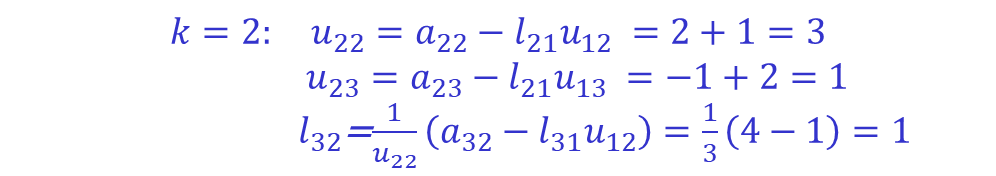 k = 2: u₂₂ = a₂₂ − l₂₁u₁₂ = 2 + 1 = 3
u₂₃ = a₂₃ − l₂₁u₁₃ = −1 + 2 = 1
l₃₂ = 1/u₂₂ (a₃₂ − l₃₁u₁₂) = 1/3 (4 − 1) = 1